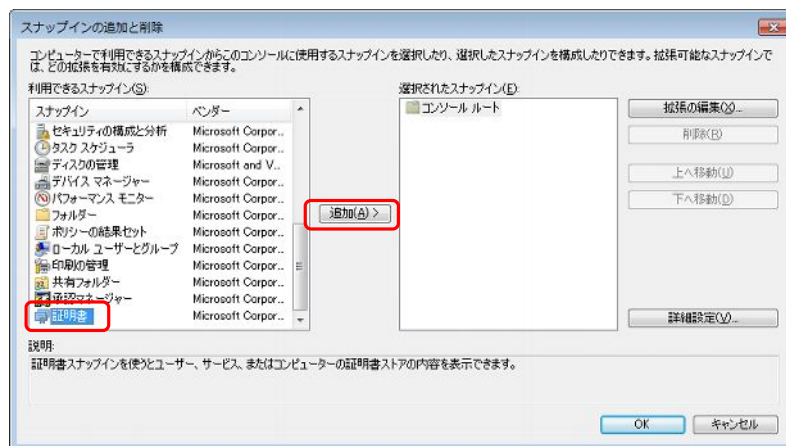 スナップインの追加と削除
コンピューターで利用できるスナップインからこのコンソールに使用するスナップインを選択したり、選択したスナップインを構成したりできます。拡張可能なスナップインで
は、どの拡張を有効にするかを構成できます。
利用できるスナップイン(S):
スナップイン ベンダー
セキュリティの構成と分析 Microsoft Corpor...
タスク スケジューラ Microsoft Corpor...
ディスクの管理 Microsoft and V...
デバイス マネージャー Microsoft Corpor...
パフォーマンス モニター Microsoft Corpor...
フォルダー Microsoft Corpor...
ポリシーの結果セット Microsoft Corpor...
ローカル ユーザーとグループ Microsoft Corpor...
印刷の管理 Microsoft Corpor...
共有フォルダー Microsoft Corpor...
承認マネージャー Microsoft Corpor...
証明書 Microsoft Corpor...
追加(A) >
選択されたスナップイン(E):
コンソール ルート
拡張の編集(X)...
削除(R)
上へ移動(U)
下へ移動(D)
詳細設定(V)...
説明:
証明書スナップインを使うとユーザー、サービス、またはコンピューターの証明書ストアの内容を表示できます。
OK キャンセル